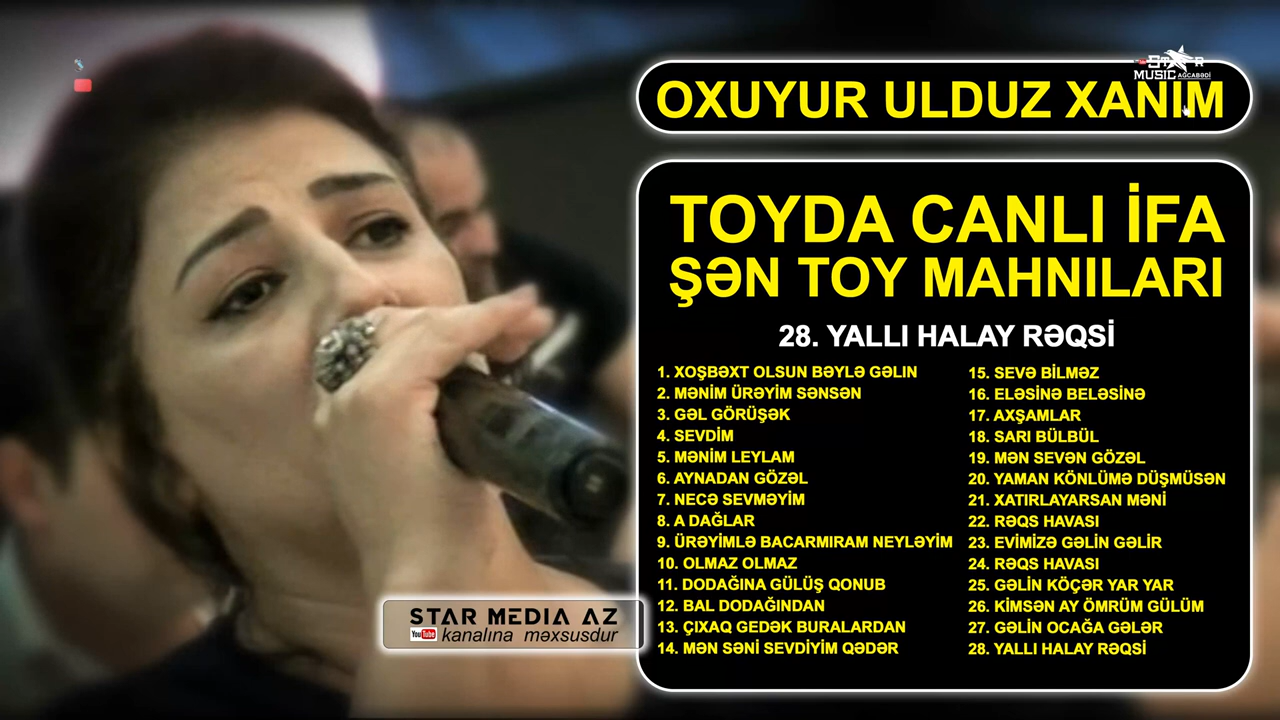 STAR
MUSIC AĞCABƏDİ
OXUYUR ULDUZ XANIM
TOYDA CANLI İFA
ŞƏN TOY MAHNILARI
28. YALLI HALAY RƏQSİ
1. XOŞBƏXT OLSUN BƏYLƏ GƏLIN
2. MƏNİM ÜRƏYİM SƏNSƏN
3. GƏL GÖRÜŞƏK
4. SEVDİM
5. MƏNİM LEYLAM
6. AYNADAN GÖZƏL
7. NECƏ SEVMƏYİM
8. A DAĞLAR
9. ÜRƏYİMLƏ BACARMIRAM NEYLƏYİM
10. OLMAZ OLMAZ
11. DODAĞINA GÜLÜŞ QONUB
12. BAL DODAĞINDAN
13. ÇIXAQ GEDƏK BURALARDAN
14. MƏN SƏNİ SEVDİYİM QƏDƏR
15. SEVƏ BİLMƏZ
16. ELƏSİNƏ BELƏSİNƏ
17. AXŞAMLAR
18. SARI BÜLBÜL
19. MƏN SEVƏN GÖZƏL
20. YAMAN KÖNLÜMƏ DÜŞMÜSƏN
21. XATIRLAYARSAN MƏNİ
22. RƏQS HAVASI
23. EVİMİZƏ GƏLİN GƏLİR
24. RƏQS HAVASI
25. GƏLİN KÖÇƏR YAR YAR
26. KİMSƏN AY ÖMRÜM GÜLÜM
27. GƏLİN OCAĞA GƏLƏR
28. YALLI HALAY RƏQSİ
STAR MEDIA AZ
YouTube kanalına məxsusdur